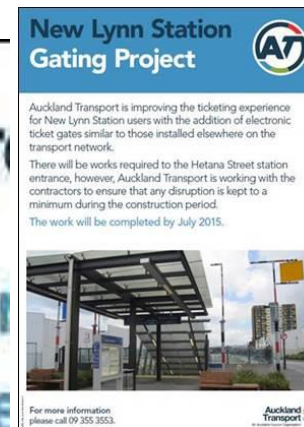 New Lynn Station
Gating Project
AT
Auckland Transport is improving the ticketing experience
for New Lynn Station users with the addition of electronic
ticket gates similar to those installed elsewhere on the
transport network.
There will be works required to the Hetana Street station
entrance, however, Auckland Transport is working with the
contractors to ensure that any disruption is kept to a
minimum during the construction period.
The work will be completed by July 2015.
For more information
please call 09 355 3553.
Auckland
Transport